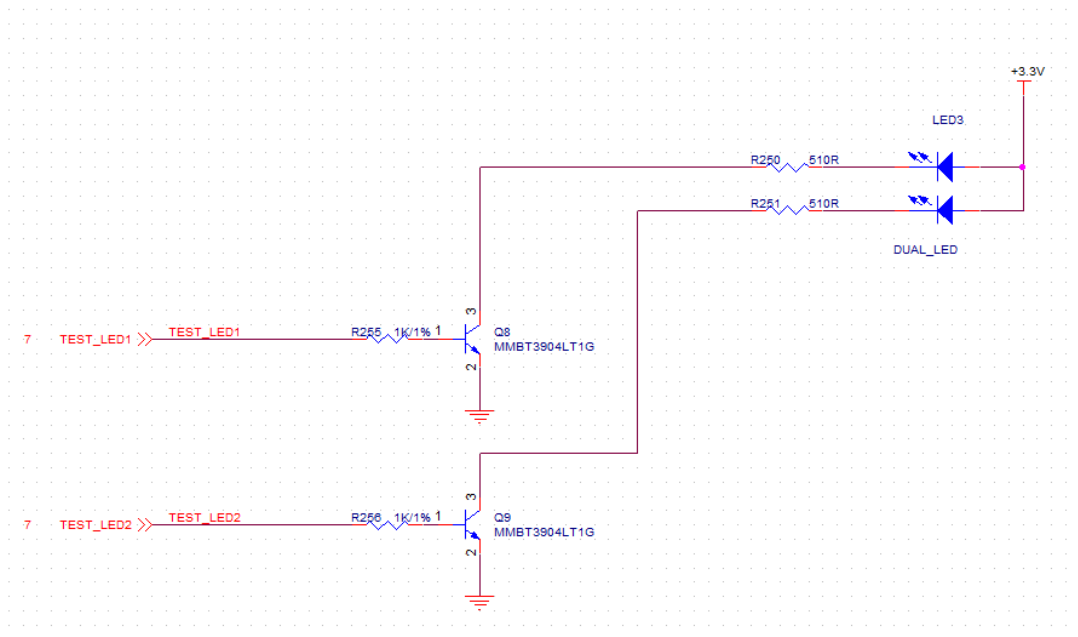 +3.3V
LED3
R250 510R
R251 510R
DUAL_LED
3
7 TEST_LED1 TEST_LED1 R255 1K/1% 1 Q8
MMBT3904LT1G
2
3
7 TEST_LED2 TEST_LED2 R256 1K/1% 1 Q9
MMBT3904LT1G
2